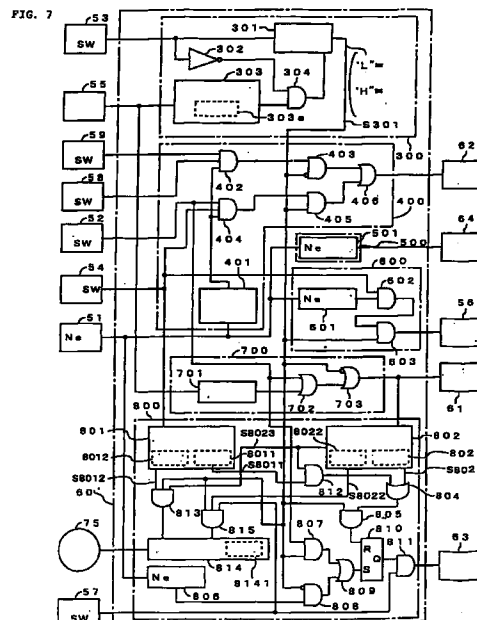 FIG. 7
53
SW
301
302
303
304
303a
"L"=
"H"=
S301
300
55
59
SW
58
SW
52
SW
54
SW
51
Ne
402
403
404
405
406
400
401
62
501
Ne
500
64
600
602
Ne
601
603
56
700
701
702
703
61
800
801
S8023
8022
802
8012
8011
S8011
802
S8012
812
S8022
S802
804
60
813
815
805
807
810
811
R
Q
S
809
63
75
814
8141
Ne
806
808
57
SW